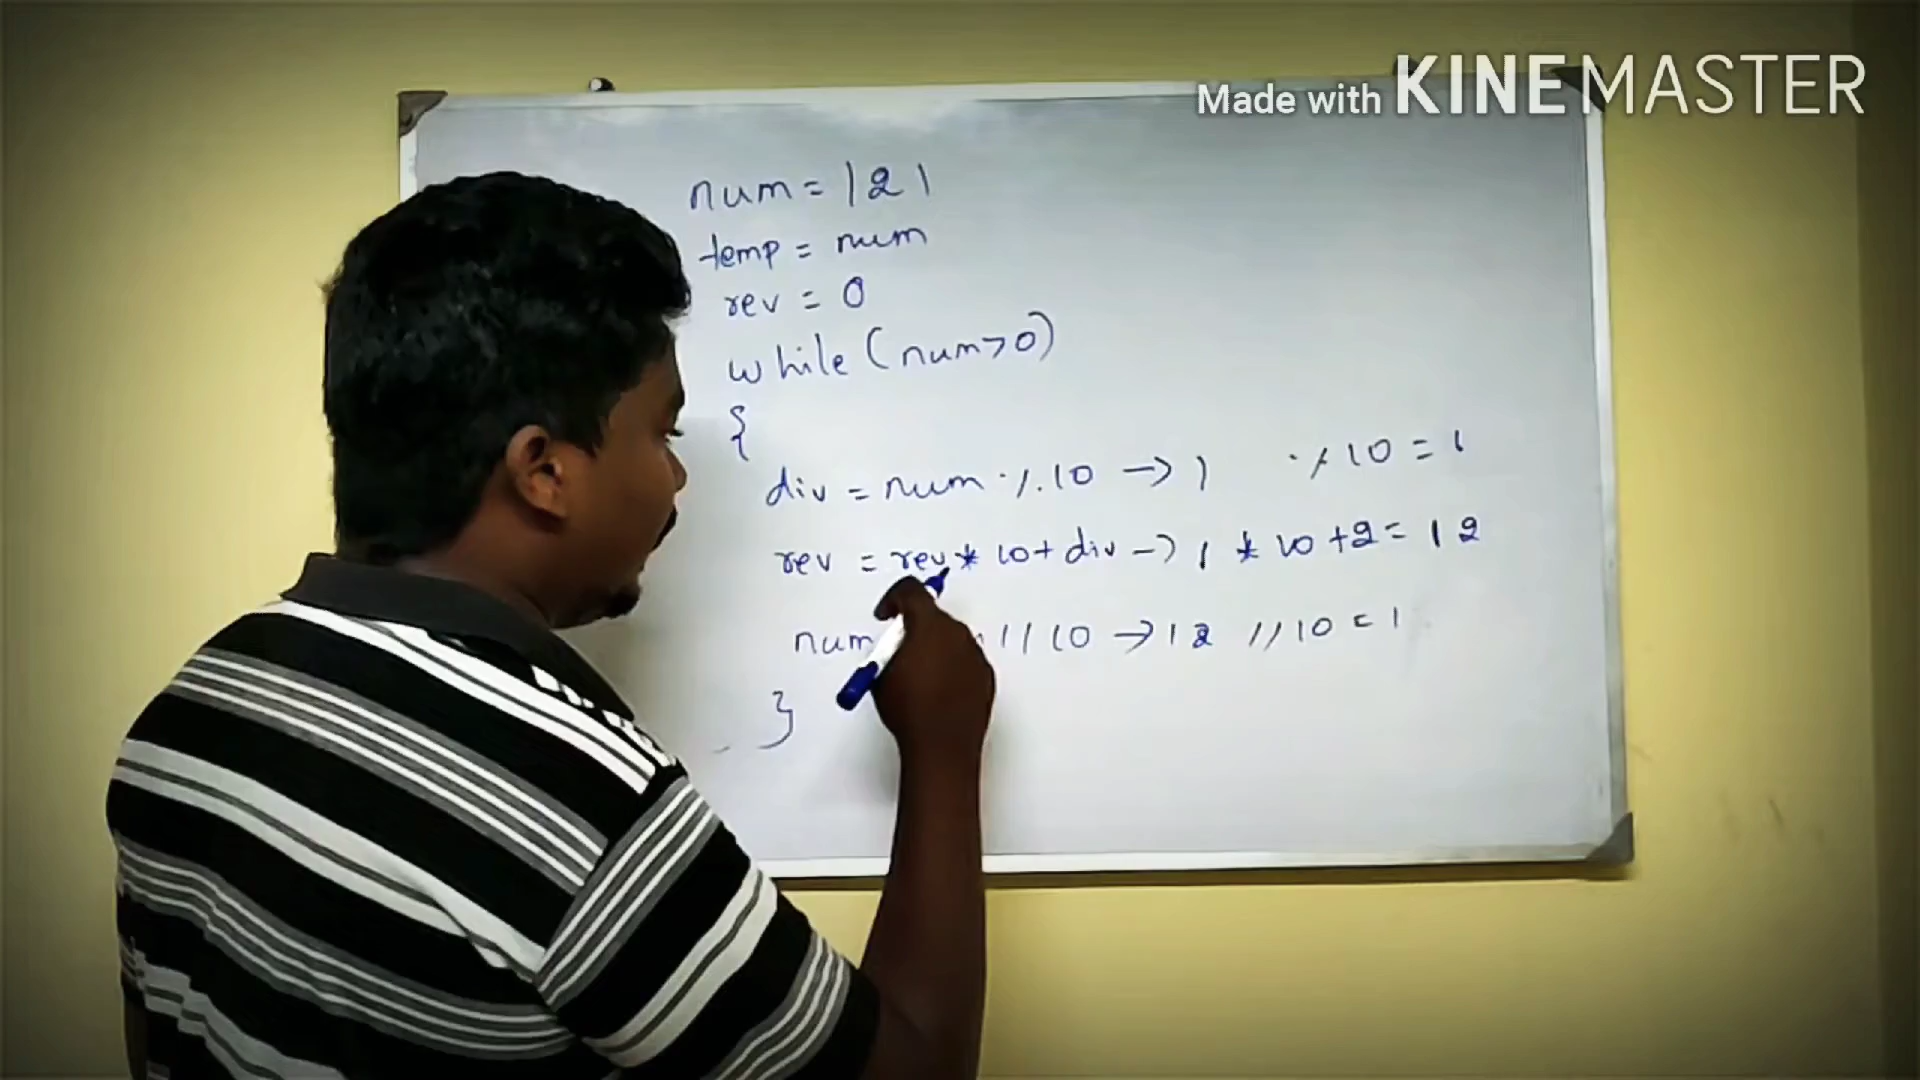 Made with KINEMASTER
num = 121
temp = num
rev = 0
while (num>0)
{
div = num % 10 → 1 % 10 = 1
rev = rev * 10 + div → 1 * 10 + 2 = 12
num // 10 → 12 // 10 = 1
}